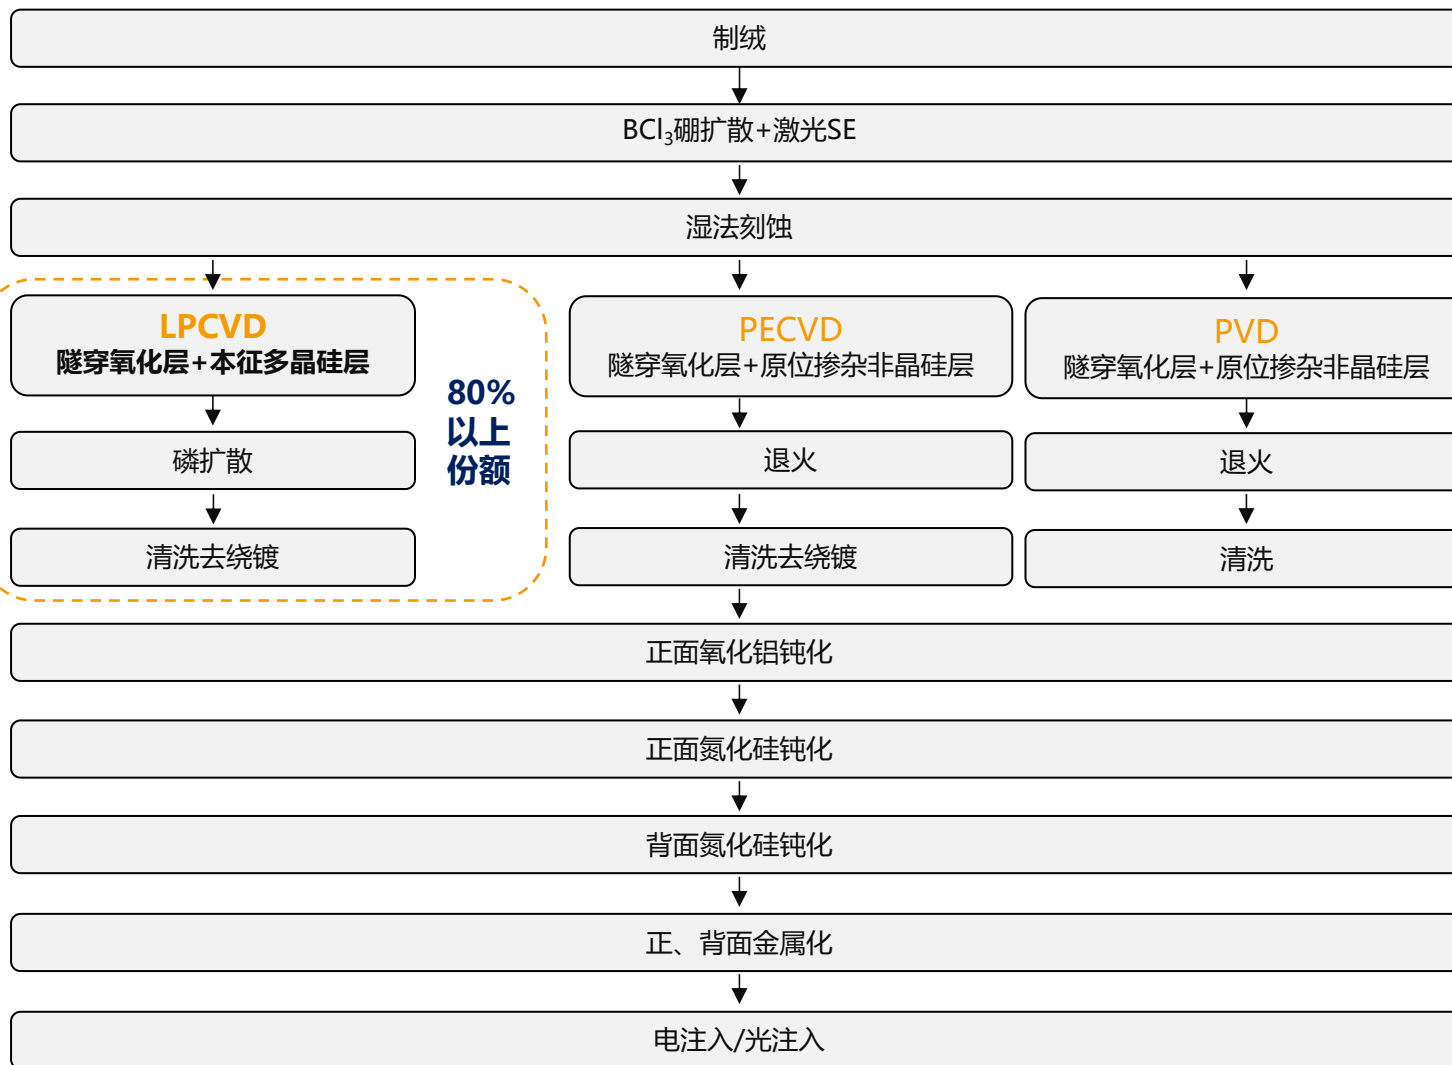 制绒
BCl₃硼扩散+激光SE
湿法刻蚀
LPCVD
隧穿氧化层+本征多晶硅层
磷扩散
清洗去绕镀
80%
以上
份额
PECVD
隧穿氧化层+原位掺杂非晶硅层
退火
清洗去绕镀
PVD
隧穿氧化层+原位掺杂非晶硅层
退火
清洗
正面氧化铝钝化
正面氮化硅钝化
背面氮化硅钝化
正、背面金属化
电注入/光注入